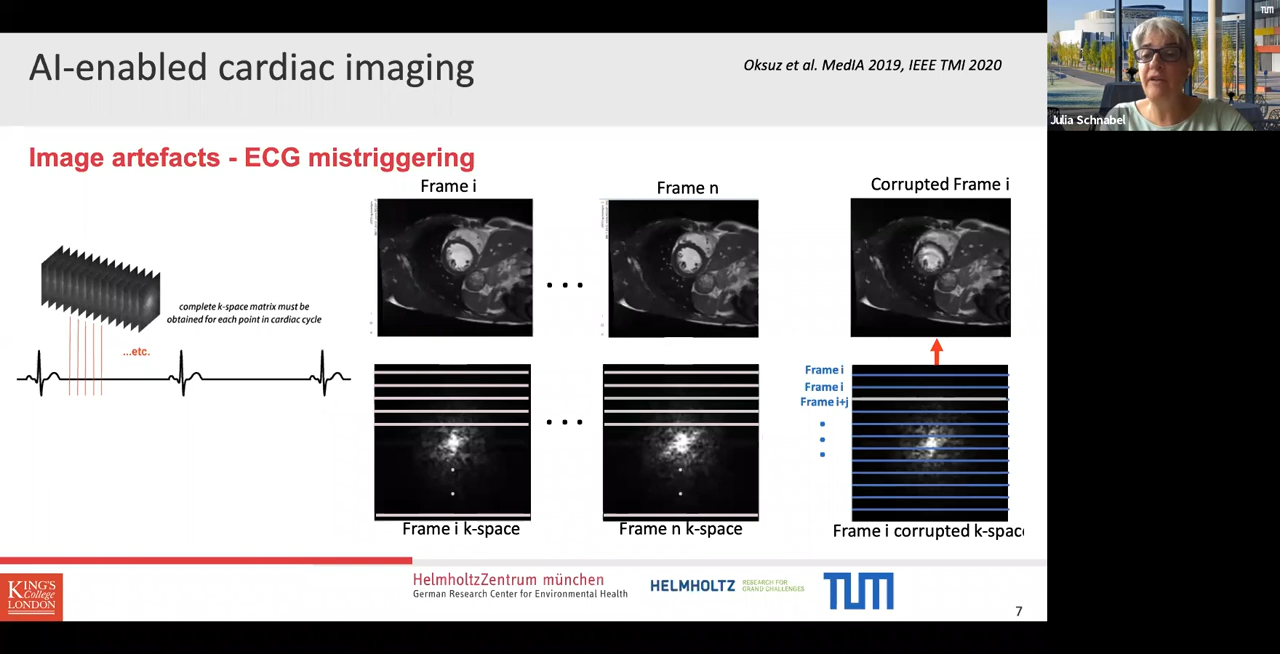 AI-enabled cardiac imaging
Oksuz et al. MedIA 2019, IEEE TMI 2020
TUM
Julia Schnabel
Image artefacts - ECG mistriggering
Frame i
Frame n
Corrupted Frame i
complete k-space matrix must be
obtained for each point in cardiac cycle
...etc.
Frame i
Frame i
Frame i+j
Frame i k-space
Frame n k-space
Frame i corrupted k-space
KING'S
College
LONDON
HelmholtzZentrum münchen
German Research Center for Environmental Health
HELMHOLTZ
RESEARCH FOR
GRAND CHALLENGES
TUM
7